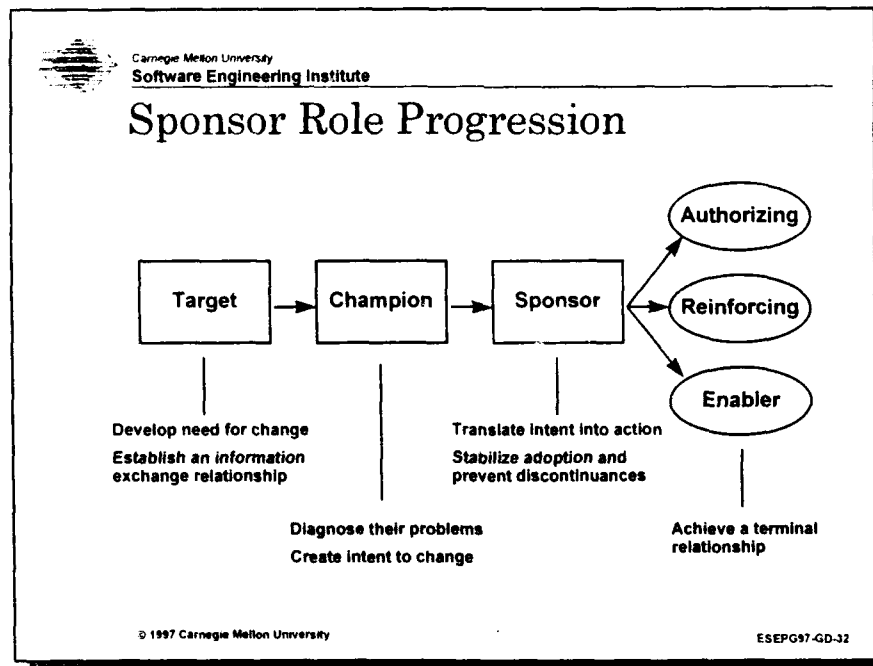 Carnegie Mellon University
Software Engineering Institute
Sponsor Role Progression
Authorizing
Target
Champion
Sponsor
Reinforcing
Enabler
Develop need for change
Establish an information
exchange relationship
Translate intent into action
Stabilize adoption and
prevent discontinuances
Diagnose their problems
Create intent to change
Achieve a terminal
relationship
© 1997 Carnegie Mellon University
ESEPG97-GD-32